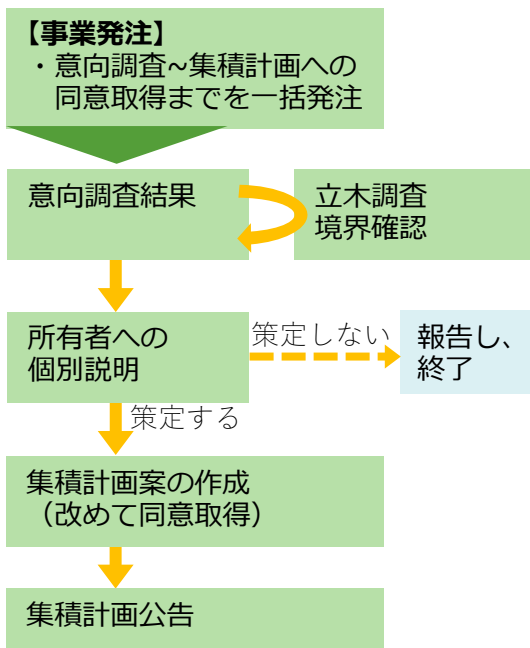 【事業発注】
・意向調査~集積計画への
同意取得までを一括発注
意向調査結果
立木調査
境界確認
所有者への
個別説明
策定しない
報告し、
終了
策定する
集積計画案の作成
（改めて同意取得）
集積計画公告